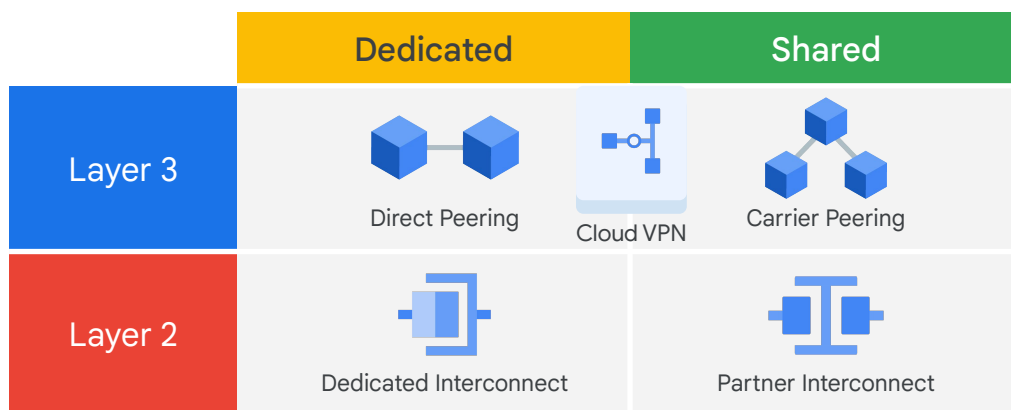 Dedicated
Shared
Layer 3
Direct Peering
Cloud VPN
Carrier Peering
Layer 2
Dedicated Interconnect
Partner Interconnect